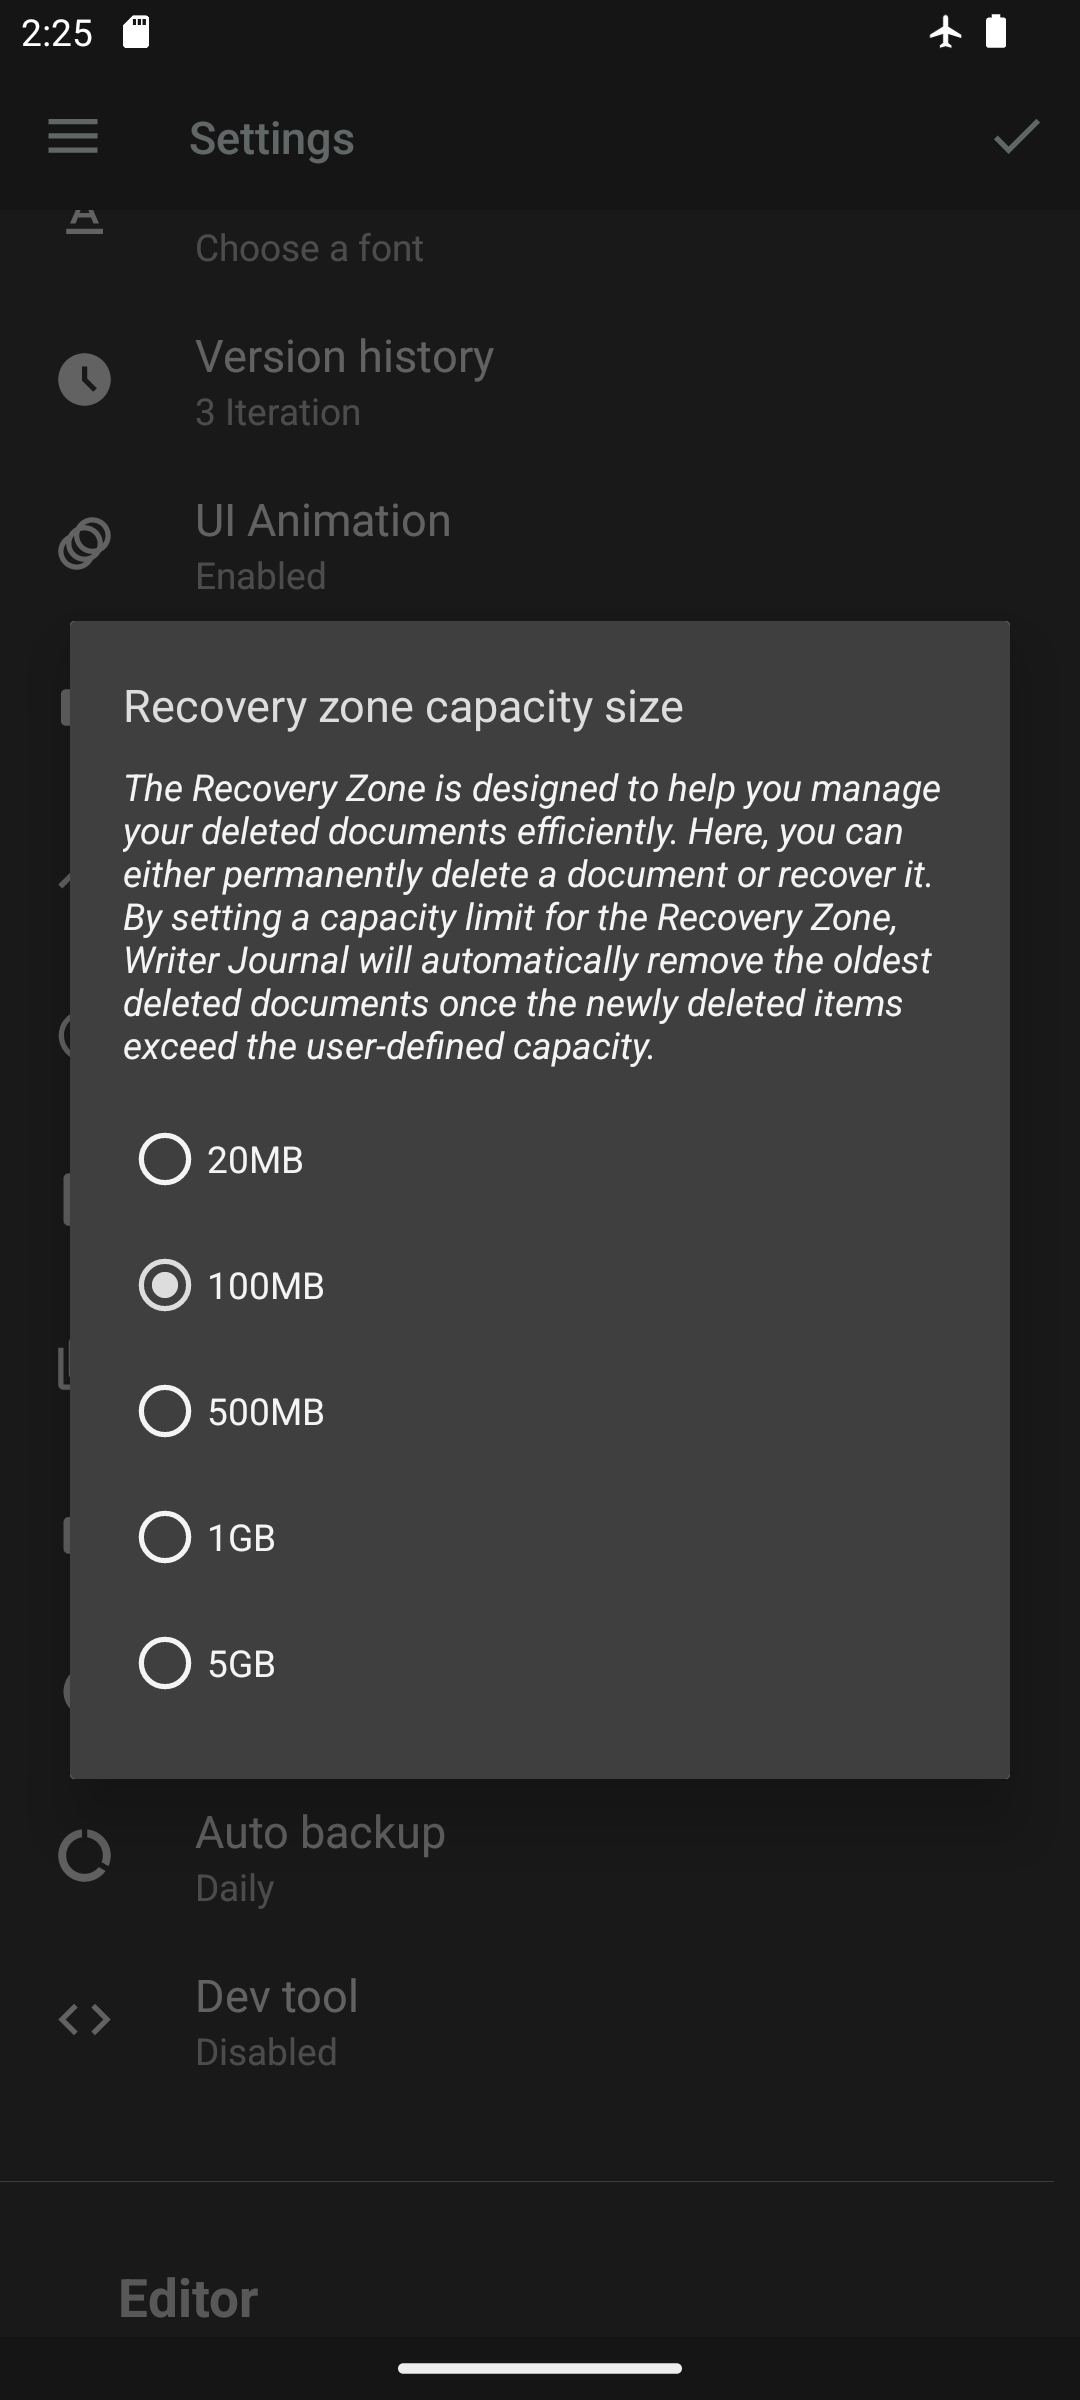 2:25
Settings
Choose a font
Version history
3 Iteration
UI Animation
Enabled
Recovery zone capacity size
The Recovery Zone is designed to help you manage
your deleted documents efficiently. Here, you can
either permanently delete a document or recover it.
By setting a capacity limit for the Recovery Zone,
Writer Journal will automatically remove the oldest
deleted documents once the newly deleted items
exceed the user-defined capacity.
20MB
100MB
500MB
1GB
5GB
Auto backup
Daily
Dev tool
Disabled
Editor